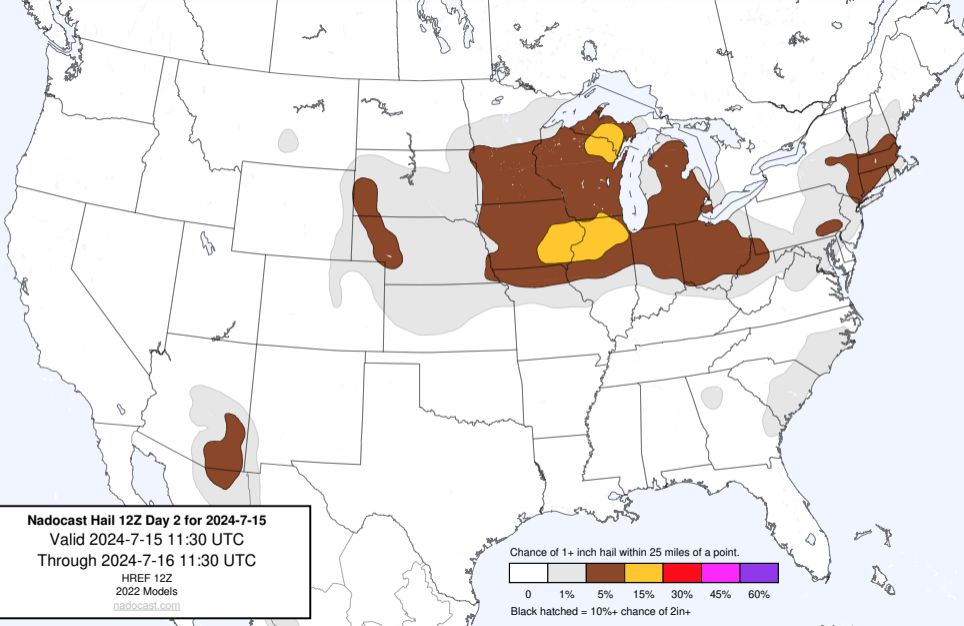 Nadocast Hail 12Z Day 2 for 2024-7-15
Valid 2024-7-15 11:30 UTC
Through 2024-7-16 11:30 UTC
HREF 12Z
2022 Models
nadocast.com
Chance of 1+ inch hail within 25 miles of a point.
0 1% 5% 15% 30% 45% 60%
Black hatched = 10%+ chance of 2in+